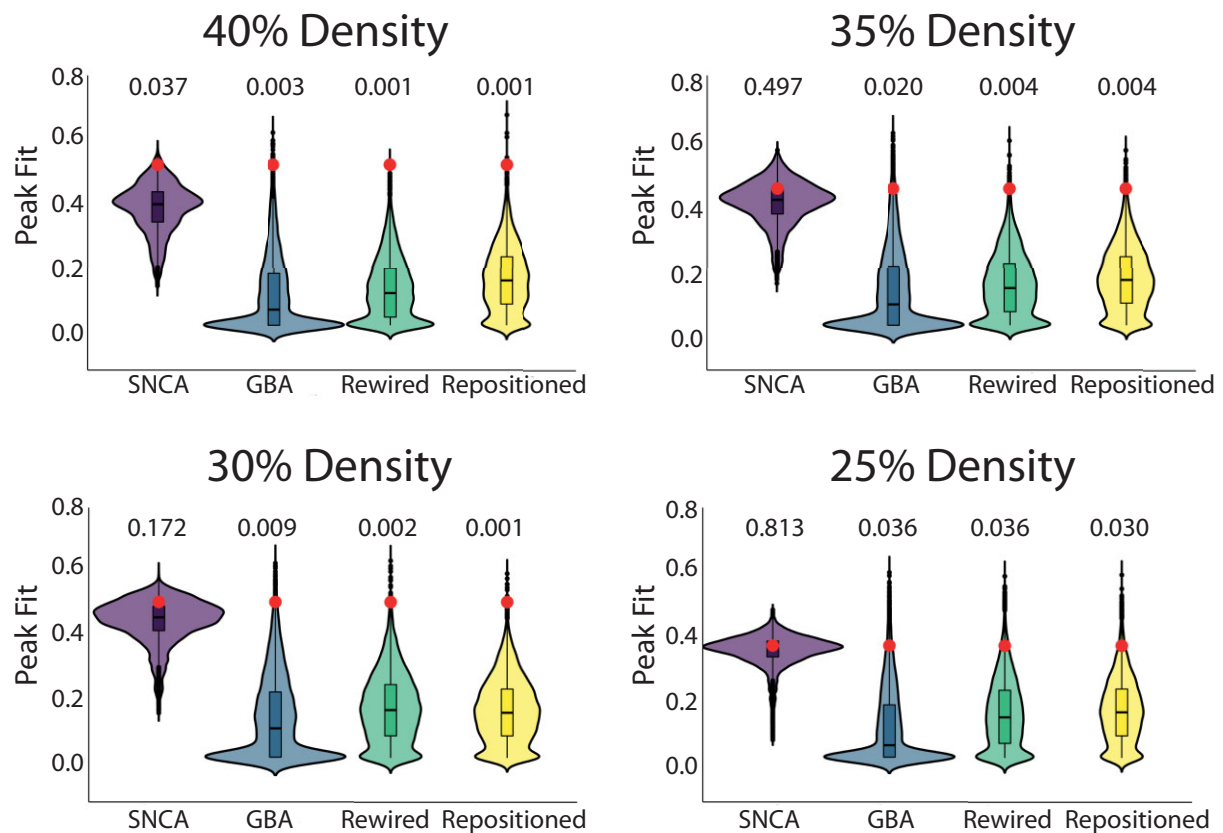 40% Density
0.8
0.037 0.003 0.001 0.001
0.6
0.4
0.2
0.0
Peak Fit
SNCA GBA Rewired Repositioned
35% Density
0.8
0.497 0.020 0.004 0.004
0.6
0.4
0.2
0.0
Peak Fit
SNCA GBA Rewired Repositioned
30% Density
0.8
0.172 0.009 0.002 0.001
0.6
0.4
0.2
0.0
Peak Fit
SNCA GBA Rewired Repositioned
25% Density
0.8
0.813 0.036 0.036 0.030
0.6
0.4
0.2
0.0
Peak Fit
SNCA GBA Rewired Repositioned